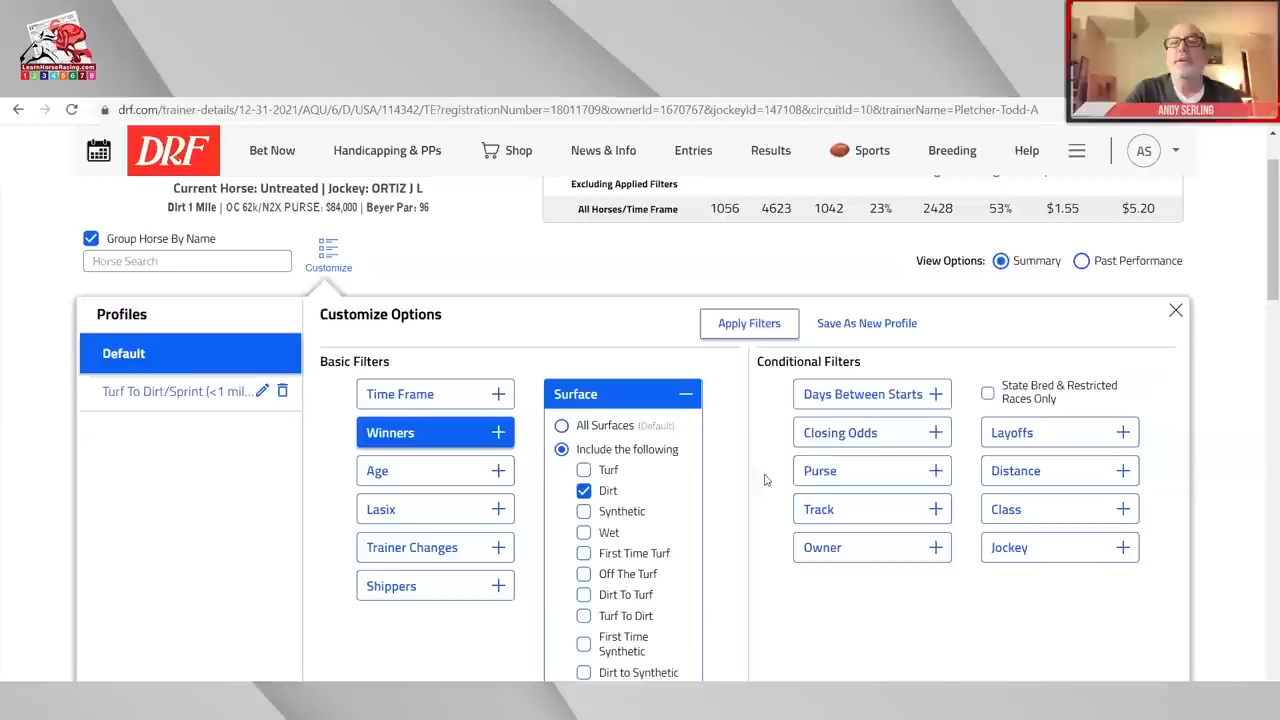 LearnHorseRacing.com
1 2 3 4 5 6 7 8
ANDY SERLING
drf.com/trainer-details/12-31-2021/AQU/6/D/USA/114342/TE?registrationNumber=18011709&ownerId=1670767&jockeyId=147108&circuitId=10&trainerName=Pletcher-Todd-A
DRF
Bet Now
Handicapping & PPs
Shop
News & Info
Entries
Results
Sports
Breeding
Help
AS
Current Horse: Untreated | Jockey: ORTIZ J L
Dirt 1 Mile | OC 62k/N2X PURSE: $84,000 | Beyer Par: 96
Excluding Applied Filters
All Horses/Time Frame 1056 4623 1042 23% 2428 53% $1.55 $5.20
Group Horse By Name
Horse Search
Customize
View Options: Summary Past Performance
Profiles
Default
Turf To Dirt/Sprint (<1 mil...
Customize Options
Apply Filters
Save As New Profile
Basic Filters
Time Frame
Winners
Age
Lasix
Trainer Changes
Shippers
Surface
All Surfaces (Default)
Include the following
Turf
Dirt
Synthetic
Wet
First Time Turf
Off The Turf
Dirt To Turf
Turf To Dirt
First Time
Synthetic
Dirt to Synthetic
Conditional Filters
Days Between Starts
Closing Odds
Purse
Track
Owner
State Bred & Restricted
Races Only
Layoffs
Distance
Class
Jockey